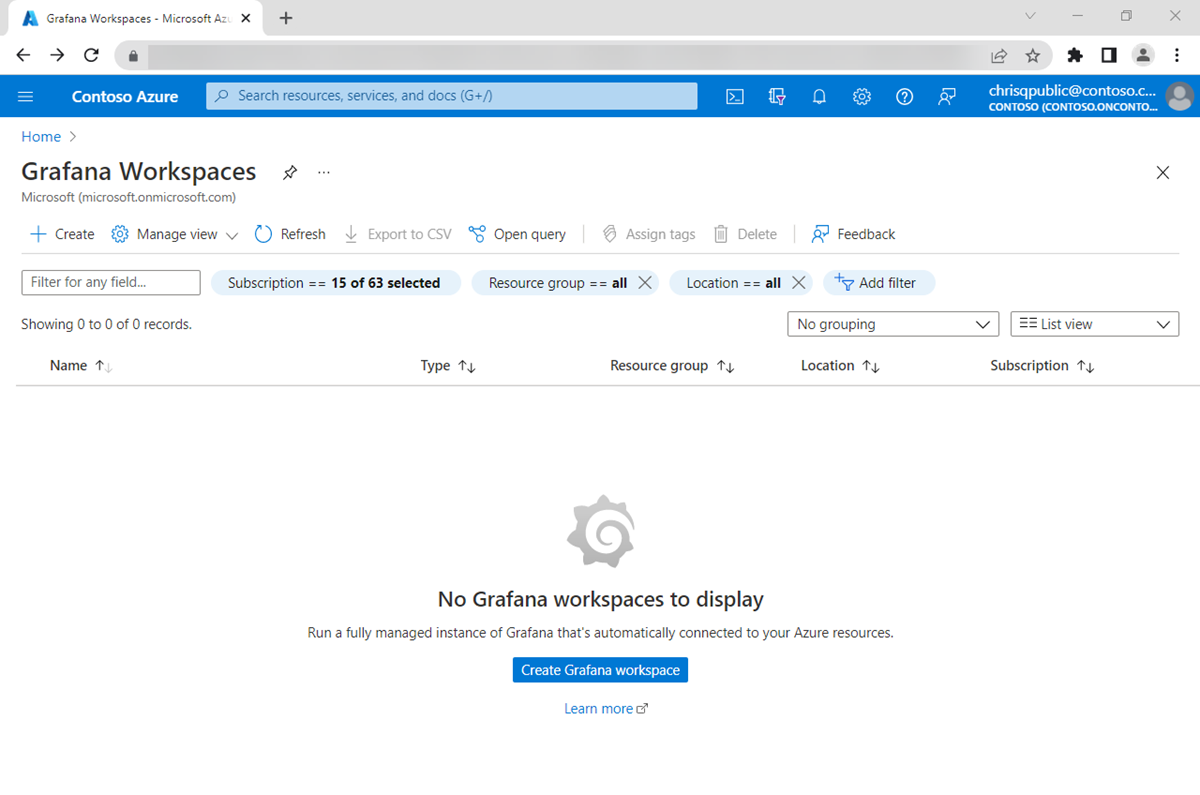 Grafana Workspaces - Microsoft Azu
Contoso Azure
Search resources, services, and docs (G+/)
chrisqpublic@contoso.c...
CONTOSO (CONTOSO.ONCONTO...
Home
Grafana Workspaces
...
Microsoft (microsoft.onmicrosoft.com)
Create Manage view Refresh Export to CSV Open query Assign tags Delete Feedback
Filter for any field... Subscription == 15 of 63 selected Resource group == all Location == all Add filter
Showing 0 to 0 of 0 records. No grouping List view
Name Type Resource group Location Subscription
No Grafana workspaces to display
Run a fully managed instance of Grafana that's automatically connected to your Azure resources.
Create Grafana workspace
Learn more